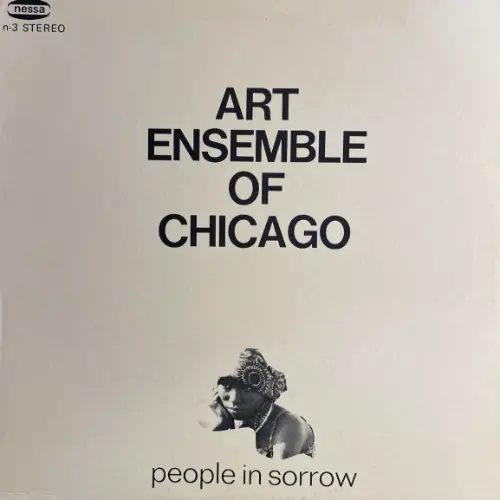 nessa
n-3 STEREO
ART
ENSEMBLE
OF
CHICAGO
people in sorrow